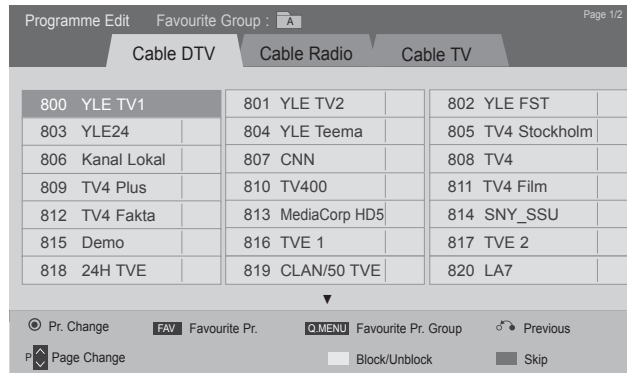 Programme Edit Favourite Group : A Page 1/2
Cable DTV Cable Radio Cable TV
800 YLE TV1 801 YLE TV2 802 YLE FST
803 YLE24 804 YLE Teema 805 TV4 Stockholm
806 Kanal Lokal 807 CNN 808 TV4
809 TV4 Plus 810 TV400 811 TV4 Film
812 TV4 Fakta 813 MediaCorp HD5 814 SNY_SSU
815 Demo 816 TVE 1 817 TVE 2
818 24H TVE 819 CLAN/50 TVE 820 LA7
Pr. Change FAV Favourite Pr. Q.MENU Favourite Pr. Group Previous
P Page Change Block/Unblock Skip